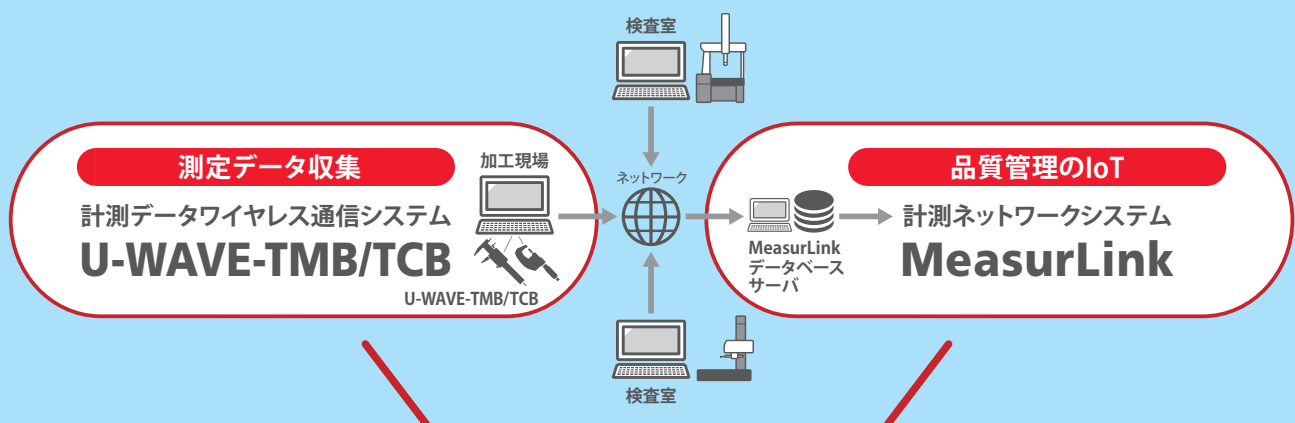 検査室
測定データ収集
計測データワイヤレス通信システム
U-WAVE-TMB/TCB
加工現場
U-WAVE-TMB/TCB
ネットワーク
品質管理のIoT
MeasurLink
データベース
サーバ
計測ネットワークシステム
MeasurLink
検査室